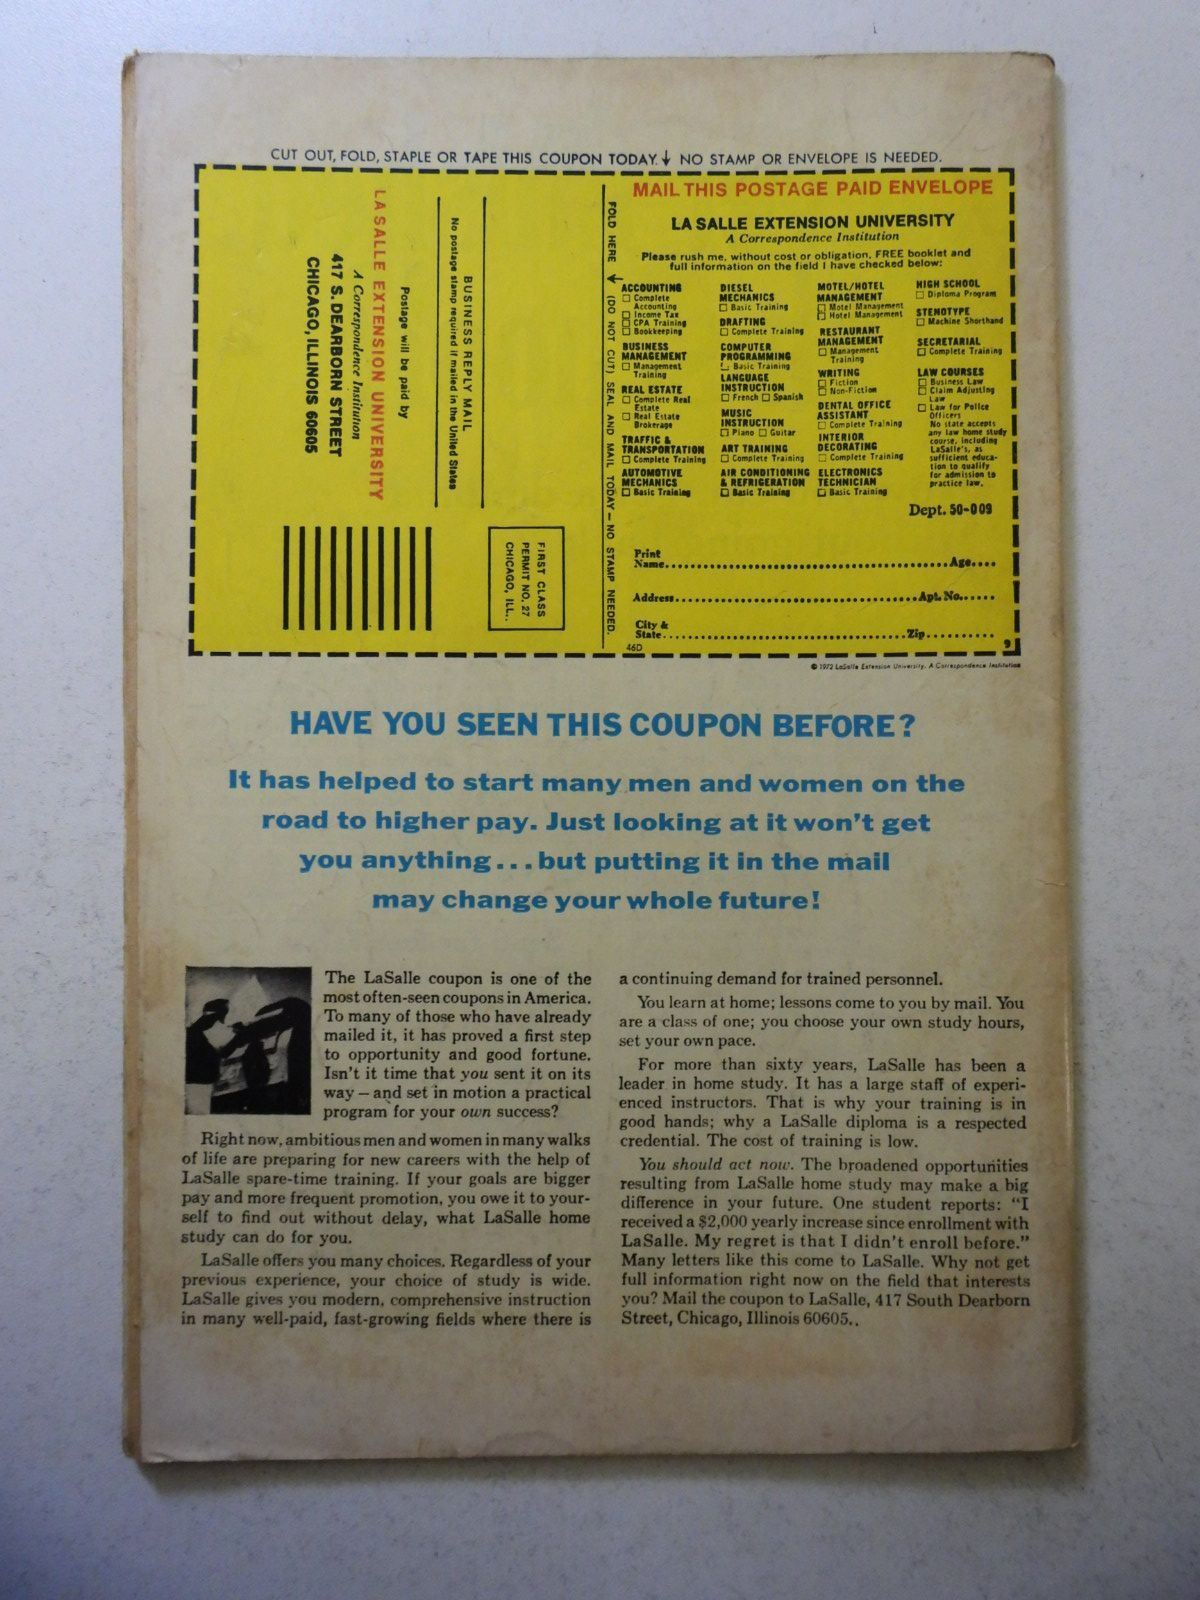 CUT OUT, FOLD, STAPLE OR TAPE THIS COUPON TODAY. ↓ NO STAMP OR ENVELOPE IS NEEDED.
LA SALLE EXTENSION UNIVERSITY
A Correspondence Institution
417 S. DEARBORN STREET
CHICAGO, ILLINOIS 60605
Postage will be paid by
BUSINESS REPLY MAIL
No postage stamp required if mailed in the United States
FIRST CLASS
PERMIT NO. 27
CHICAGO, ILL..
FOLD HERE ↓ (DO NOT CUT) SEAL AND MAIL TODAY — NO STAMP NEEDED.
MAIL THIS POSTAGE PAID ENVELOPE
LA SALLE EXTENSION UNIVERSITY
A Correspondence Institution
Please rush me, without cost or obligation, FREE booklet and
full information on the field I have checked below:
ACCOUNTING
☐ Complete
Accounting
☐ Income Tax
☐ CPA Training
☐ Bookkeeping
BUSINESS
MANAGEMENT
☐ Management
Training
REAL ESTATE
☐ Complete Real
Estate
☐ Real Estate
Brokerage
TRAFFIC &
TRANSPORTATION
☐ Complete Training
AUTOMOTIVE
MECHANICS
☐ Basic Training
DIESEL
MECHANICS
☐ Basic Training
DRAFTING
☐ Complete Training
COMPUTER
PROGRAMMING
☐ Basic Training
LANGUAGE
INSTRUCTION
☐ French ☐ Spanish
MUSIC
INSTRUCTION
☐ Piano ☐ Guitar
ART TRAINING
☐ Complete Training
AIR CONDITIONING
& REFRIGERATION
☐ Basic Training
MOTEL/HOTEL
MANAGEMENT
☐ Motel Management
☐ Hotel Management
RESTAURANT
MANAGEMENT
☐ Management
Training
WRITING
☐ Fiction
☐ Non-Fiction
DENTAL OFFICE
ASSISTANT
☐ Complete Training
INTERIOR
DECORATING
☐ Complete Training
ELECTRONICS
TECHNICIAN
☐ Basic Training
HIGH SCHOOL
☐ Diploma Program
STENOTYPE
☐ Machine Shorthand
SECRETARIAL
☐ Complete Training
LAW COURSES
☐ Business Law
☐ Claim Adjusting
Law
☐ Law for Police
Officers
No state accepts
any law home study
course, including
LaSalle's, as
sufficient educa-
tion to qualify
for admission to
practice law.
Dept. 50-009
Print
Name Age
Address Apt. No.
City &
State Zip
46D 9
© 1972 LaSalle Extension University. A Correspondence Institution
HAVE YOU SEEN THIS COUPON BEFORE?
It has helped to start many men and women on the
road to higher pay. Just looking at it won't get
you anything...but putting it in the mail
may change your whole future!
The LaSalle coupon is one of the
most often-seen coupons in America.
To many of those who have already
mailed it, it has proved a first step
to opportunity and good fortune.
Isn't it time that you sent it on its
way – and set in motion a practical
program for your own success?
Right now, ambitious men and women in many walks
of life are preparing for new careers with the help of
LaSalle spare-time training. If your goals are bigger
pay and more frequent promotion, you owe it to your-
self to find out without delay, what LaSalle home
study can do for you.
LaSalle offers you many choices. Regardless of your
previous experience, your choice of study is wide.
LaSalle gives you modern, comprehensive instruction
in many well-paid, fast-growing fields where there is
a continuing demand for trained personnel.
You learn at home; lessons come to you by mail. You
are a class of one; you choose your own study hours,
set your own pace.
For more than sixty years, LaSalle has been a
leader in home study. It has a large staff of experi-
enced instructors. That is why your training is in
good hands; why a LaSalle diploma is a respected
credential. The cost of training is low.
You should act now. The broadened opportunities
resulting from LaSalle home study may make a big
difference in your future. One student reports: "I
received a $2,000 yearly increase since enrollment with
LaSalle. My regret is that I didn't enroll before."
Many letters like this come to LaSalle. Why not get
full information right now on the field that interests
you? Mail the coupon to LaSalle, 417 South Dearborn
Street, Chicago, Illinois 60605..